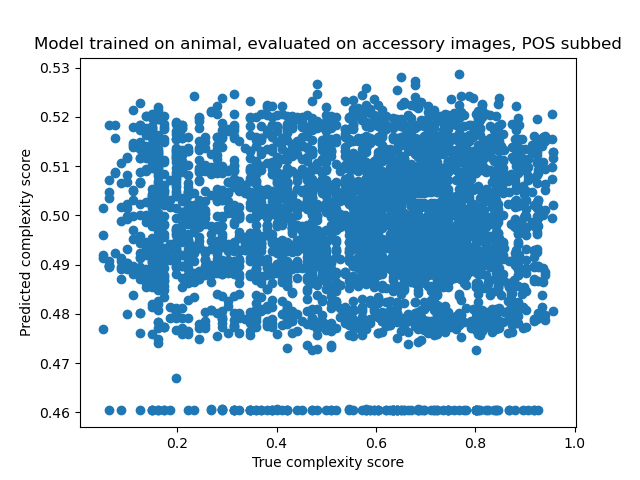 Model trained on animal, evaluated on accessory images, POS subbed
0.53
0.52
0.51
0.50
0.49
0.48
0.47
0.46
Predicted complexity score
0.2 0.4 0.6 0.8 1.0
True complexity score